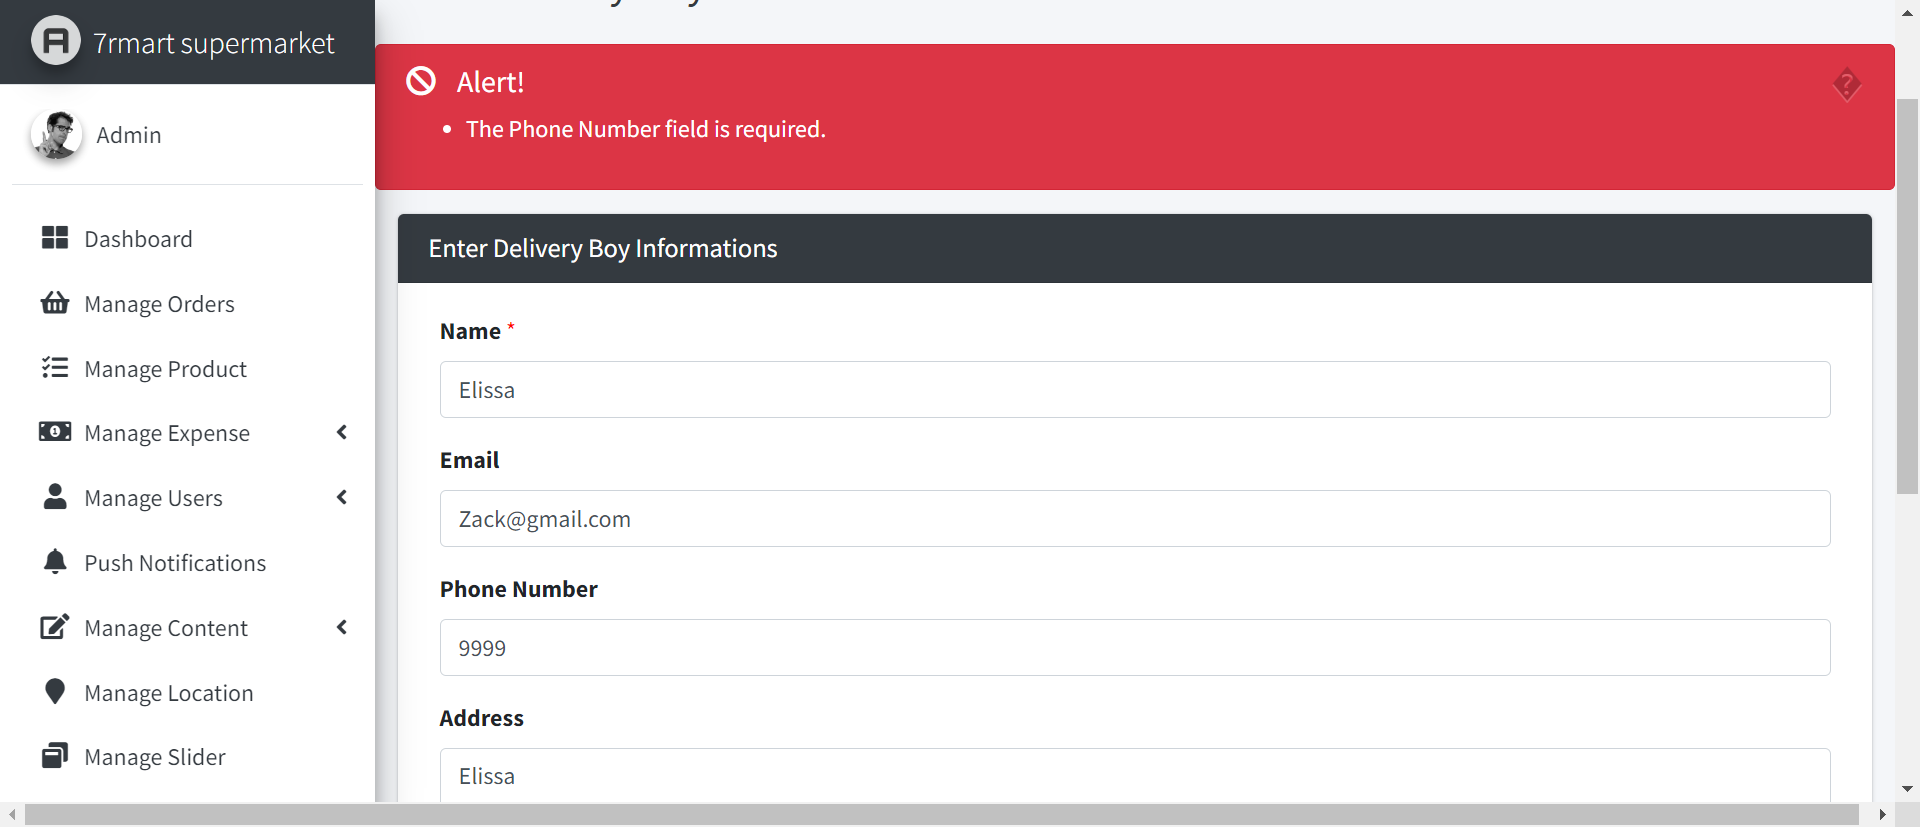 7rmart supermarket
Admin
Dashboard
Manage Orders
Manage Product
Manage Expense
Manage Users
Push Notifications
Manage Content
Manage Location
Manage Slider
Alert!
The Phone Number field is required.
Enter Delivery Boy Informations
Name *
Elissa
Email
Zack@gmail.com
Phone Number
9999
Address
Elissa